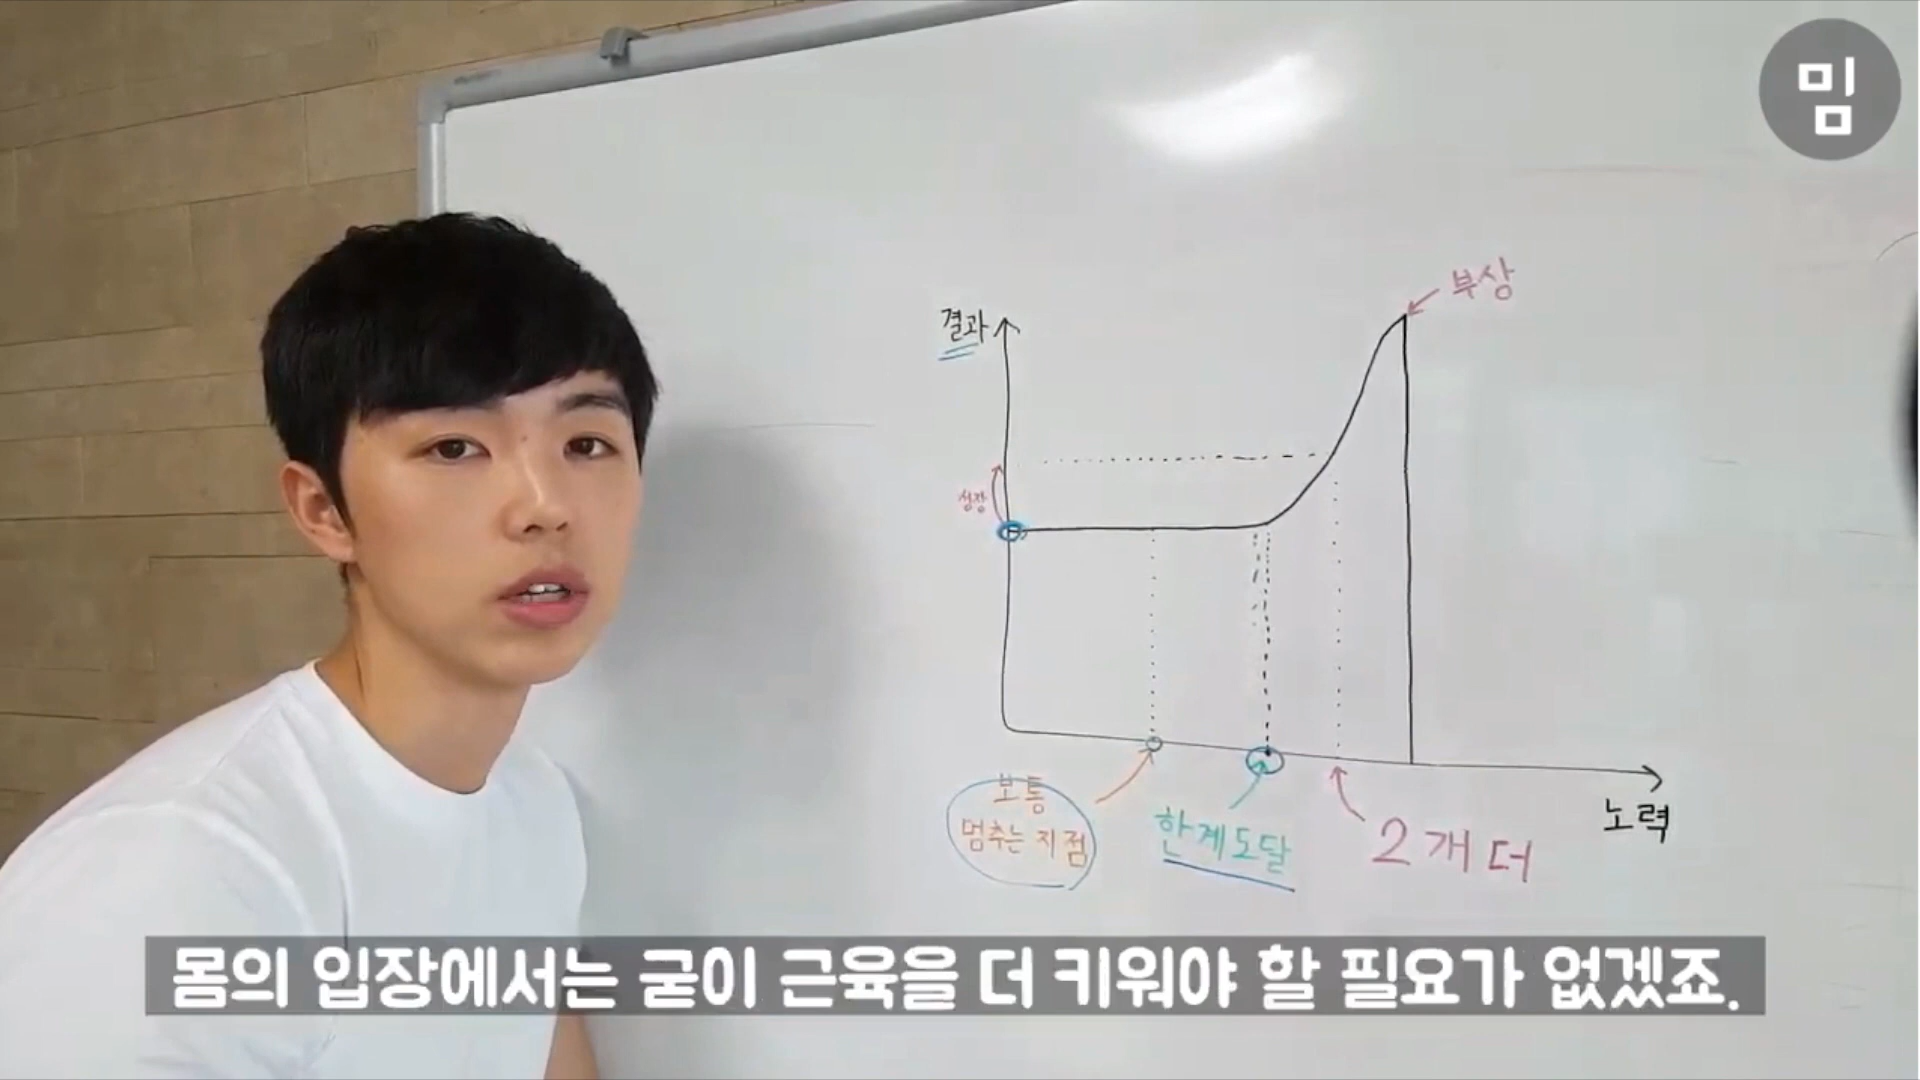 밈
부상
결과
성장
보통
멈추는 지점
한계도달
2개 더
노력
몸의 입장에서는 굳이 근육을 더 키워야 할 필요가 없겠죠.